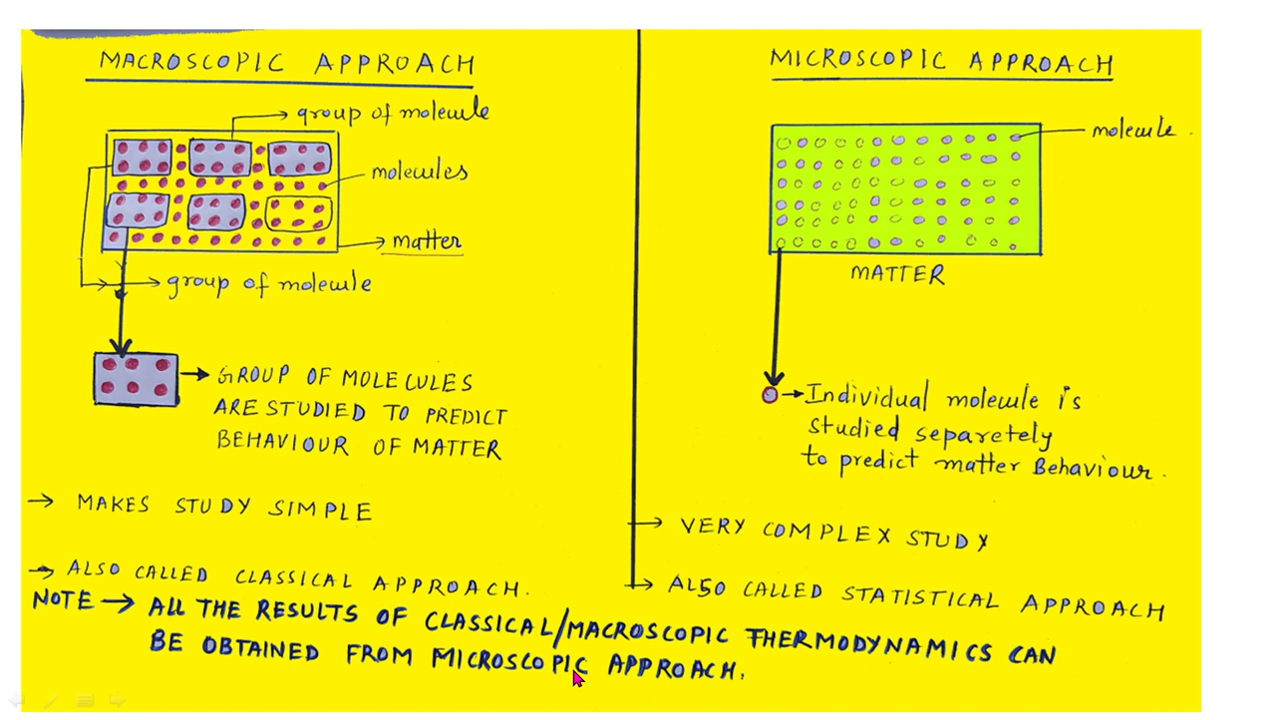 MACROSCOPIC APPROACH
group of molecule
molecules
matter
group of molecule
GROUP OF MOLECULES
ARE STUDIED TO PREDICT
BEHAVIOUR OF MATTER
→ MAKES STUDY SIMPLE
→ ALSO CALLED CLASSICAL APPROACH.
MICROSCOPIC APPROACH
molecule.
MATTER
Individual molecule is
studied separetely
to predict matter Behaviour.
→ VERY COMPLEX STUDY
→ ALSO CALLED STATISTICAL APPROACH
NOTE → ALL THE RESULTS OF CLASSICAL/MACROSCOPIC THERMODYNAMICS CAN
BE OBTAINED FROM MICROSCOPIC APPROACH.